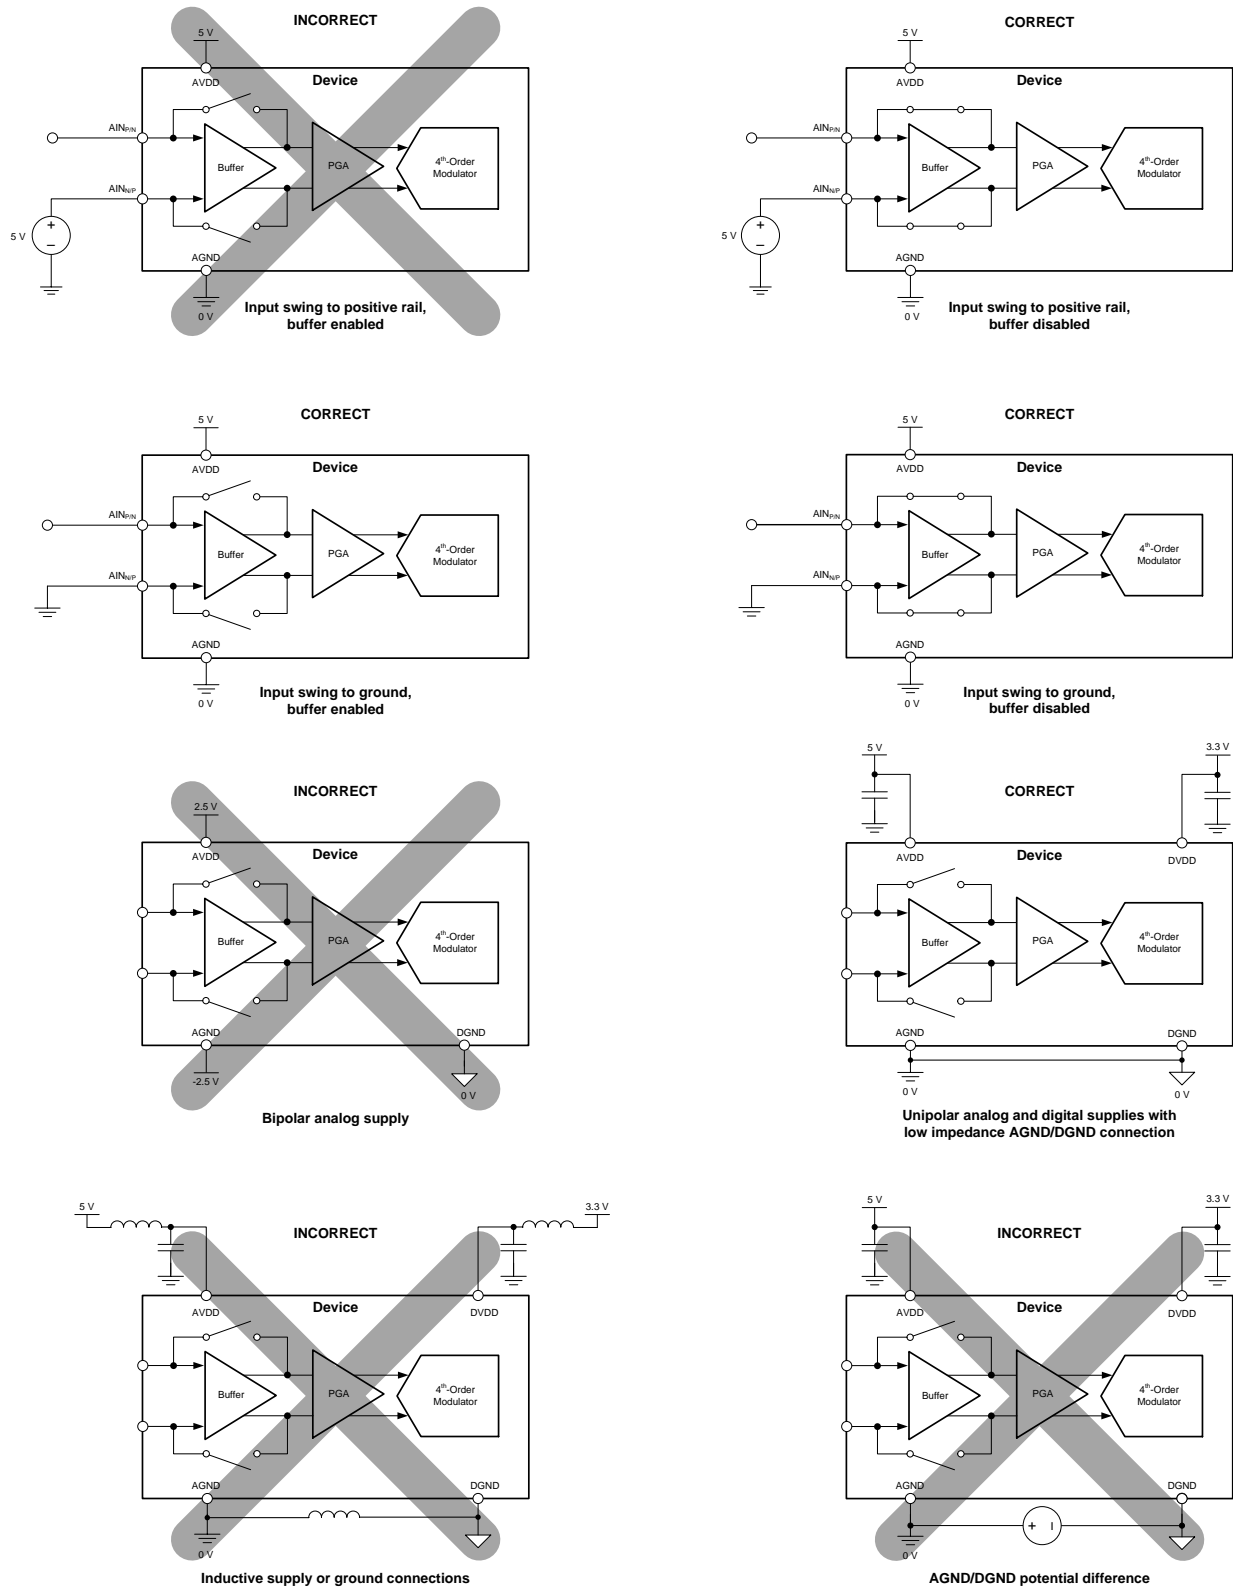 INCORRECT
5 V
AVDD
Device
AINP/N
Buffer
PGA
4th-Order
Modulator
AINN/P
5 V
+
−
AGND
0 V
Input swing to positive rail,
buffer enabled
CORRECT
5 V
AVDD
Device
AINP/N
Buffer
PGA
4th-Order
Modulator
AINN/P
5 V
+
−
AGND
0 V
Input swing to positive rail,
buffer disabled
CORRECT
5 V
AVDD
Device
AINP/N
Buffer
PGA
4th-Order
Modulator
AINN/P
AGND
0 V
Input swing to ground,
buffer enabled
CORRECT
5 V
AVDD
Device
AINP/N
Buffer
PGA
4th-Order
Modulator
AINN/P
AGND
0 V
Input swing to ground,
buffer disabled
INCORRECT
2.5 V
AVDD
Device
Buffer
PGA
4th-Order
Modulator
AGND
DGND
-2.5 V
0 V
Bipolar analog supply
5 V
3.3 V
CORRECT
AVDD
Device
DVDD
Buffer
PGA
4th-Order
Modulator
AGND
DGND
0 V
0 V
Unipolar analog and digital supplies with
low impedance AGND/DGND connection
5 V
3.3 V
INCORRECT
AVDD
Device
DVDD
Buffer
PGA
4th-Order
Modulator
AGND
DGND
0 V
Inductive supply or ground connections
5 V
3.3 V
INCORRECT
AVDD
Device
DVDD
Buffer
PGA
4th-Order
Modulator
AGND
DGND
+ −
0 V
AGND/DGND potential difference